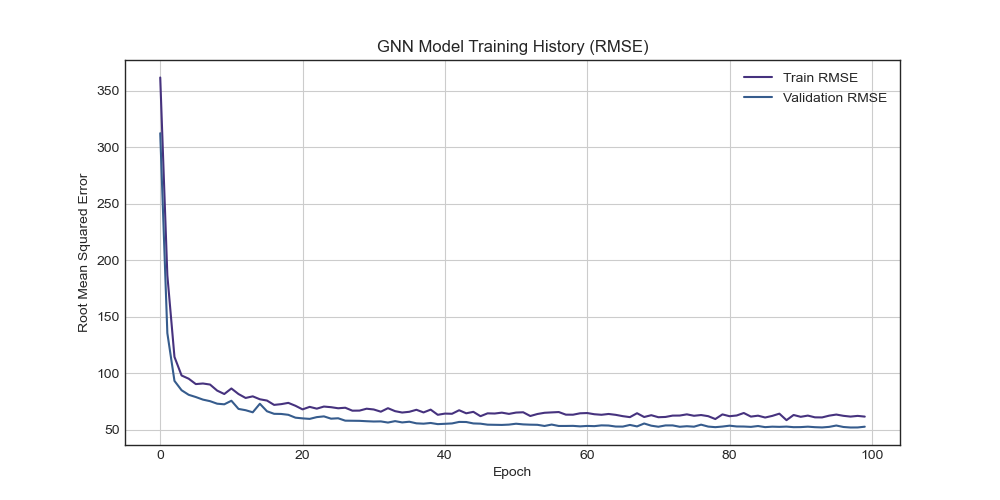 GNN Model Training History (RMSE)
Train RMSE
Validation RMSE
Root Mean Squared Error
350
300
250
200
150
100
50
0 20 40 60 80 100
Epoch